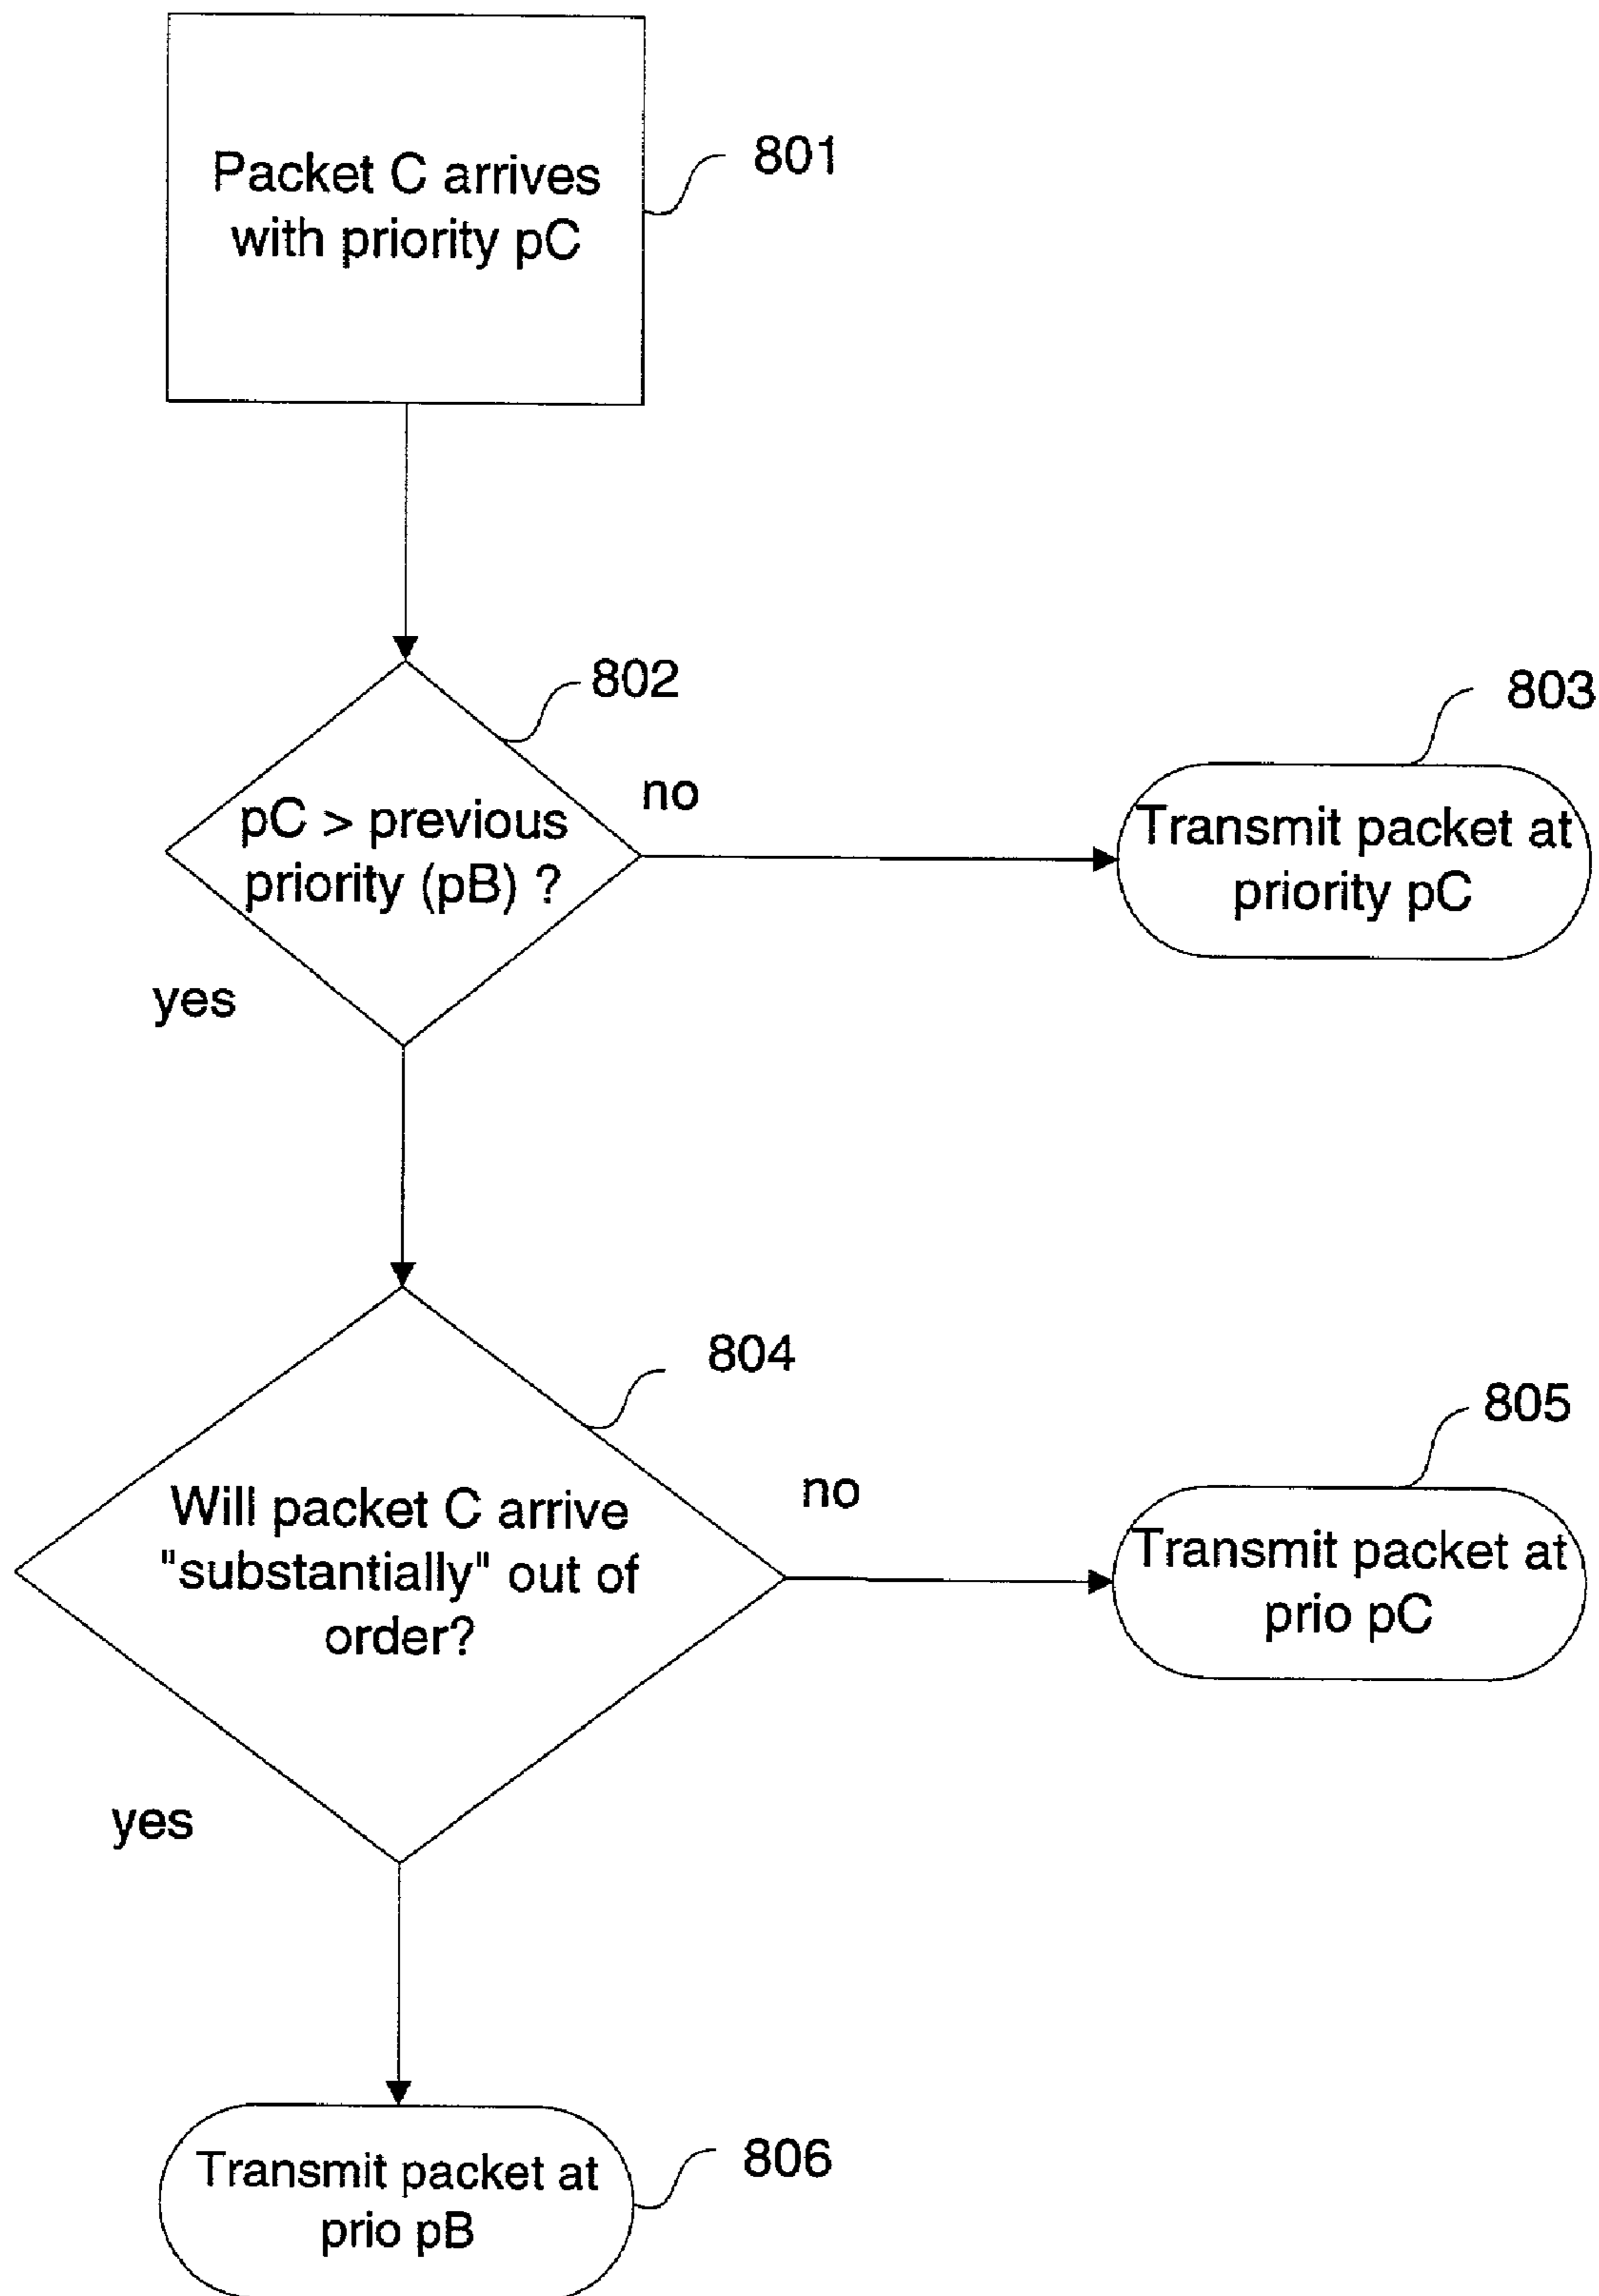 Packet C arrives
with priority pC
801
802
pC > previous
priority (pB) ?
no
yes
803
Transmit packet at
priority pC
804
Will packet C arrive
"substantially" out of
order?
no
yes
805
Transmit packet at
prio pC
Transmit packet at
prio pB
806